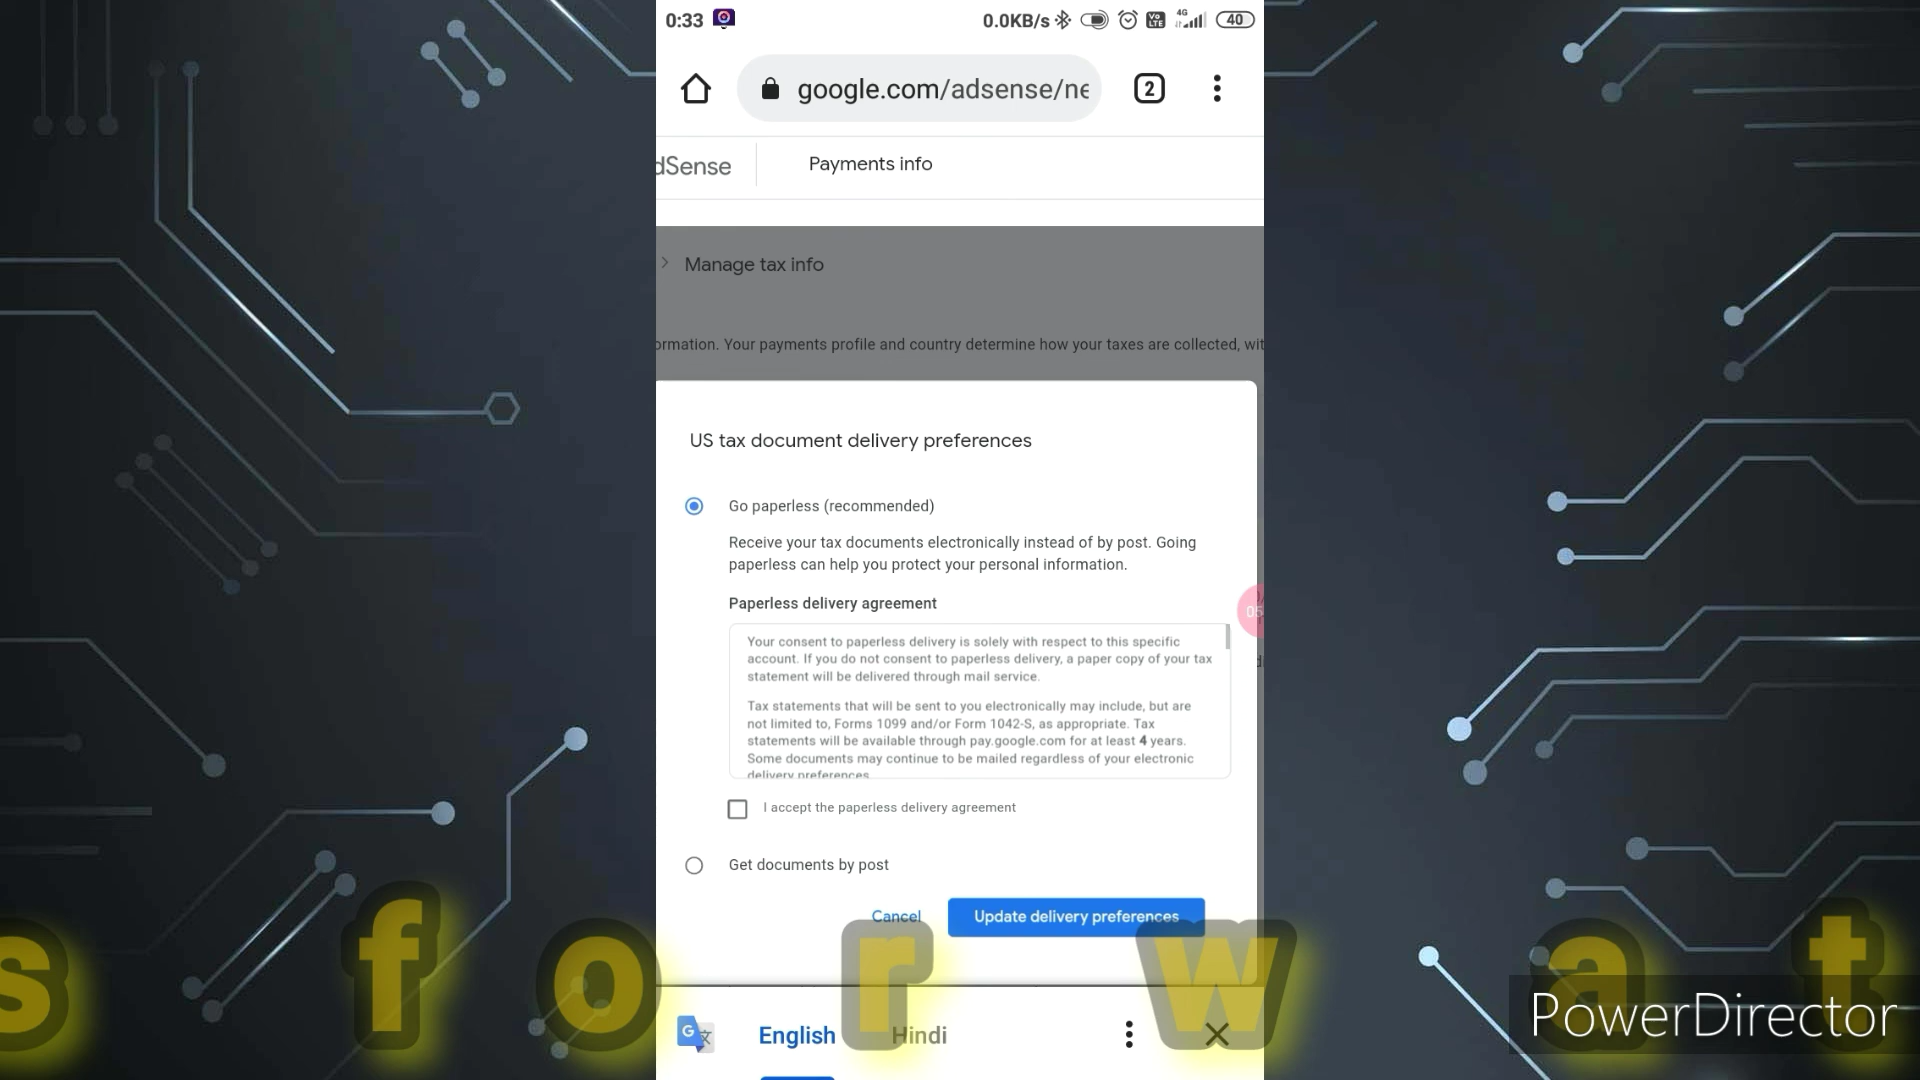 0:33 0.0KB/s 4G Vo LTE 40
google.com/adsense/ne 2
dSense Payments info
Manage tax info
ormation. Your payments profile and country determine how your taxes are collected, wit
US tax document delivery preferences
Go paperless (recommended)
Receive your tax documents electronically instead of by post. Going
paperless can help you protect your personal information.
Paperless delivery agreement
Your consent to paperless delivery is solely with respect to this specific
account. If you do not consent to paperless delivery, a paper copy of your tax
statement will be delivered through mail service.
Tax statements that will be sent to you electronically may include, but are
not limited to, Forms 1099 and/or Form 1042-S, as appropriate. Tax
statements will be available through pay.google.com for at least 4 years.
Some documents may continue to be mailed regardless of your electronic
delivery preferences
I accept the paperless delivery agreement
Get documents by post
Cancel Update delivery preferences
s for wat
English Hindi
PowerDirector